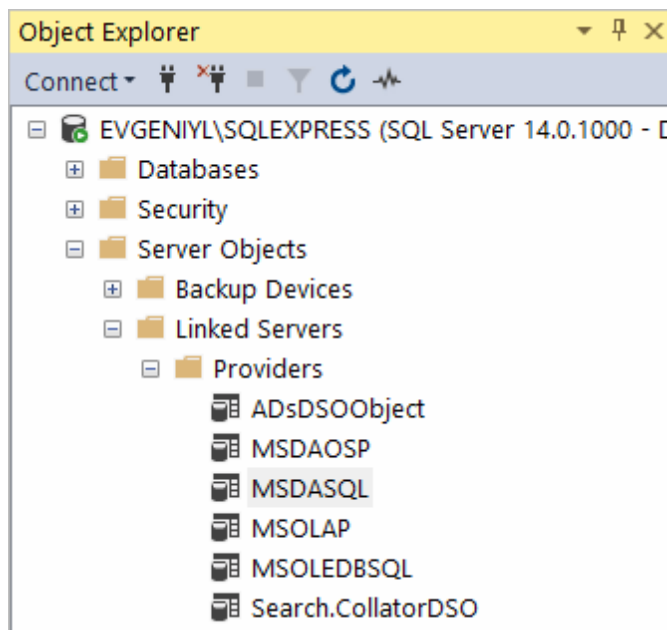 Object Explorer
Connect
EVGENIYL\SQLEXPRESS (SQL Server 14.0.1000 - D
Databases
Security
Server Objects
Backup Devices
Linked Servers
Providers
ADsDSOObject
MSDAOSP
MSDASQL
MSOLAP
MSOLEDBSQL
Search.CollatorDSO